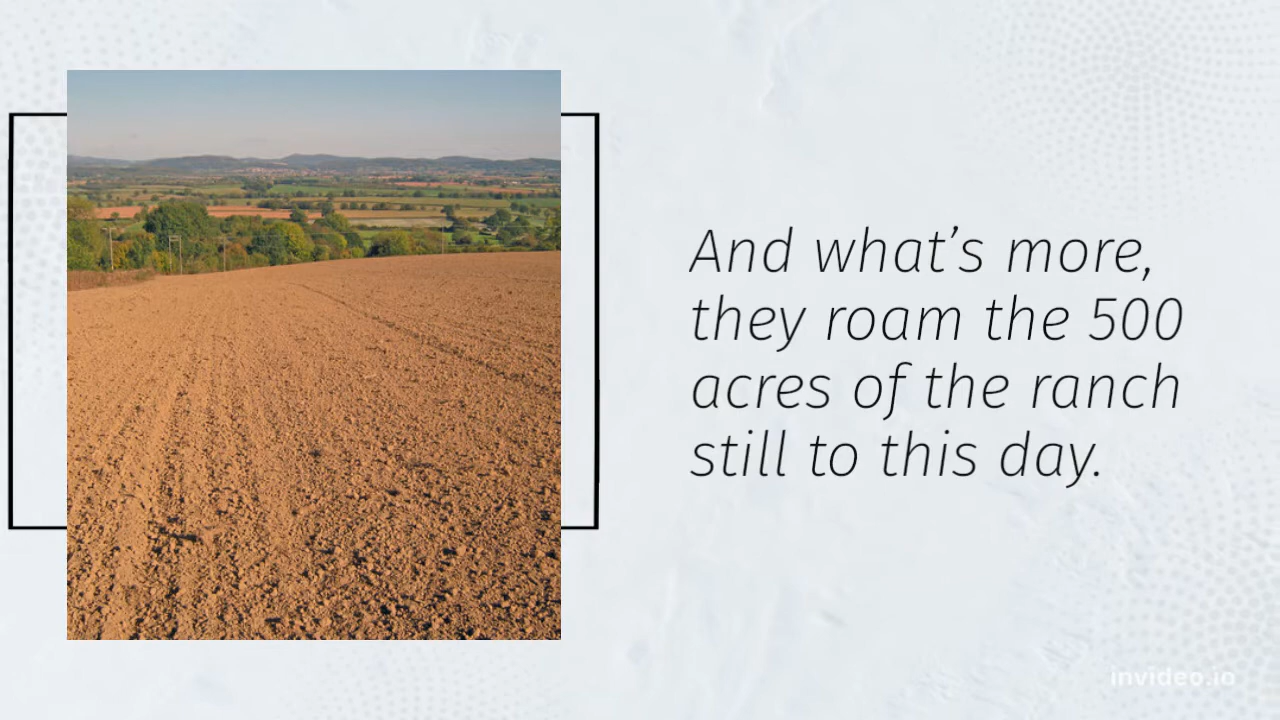 And what’s more,
they roam the 500
acres of the ranch
still to this day.
invideo.io